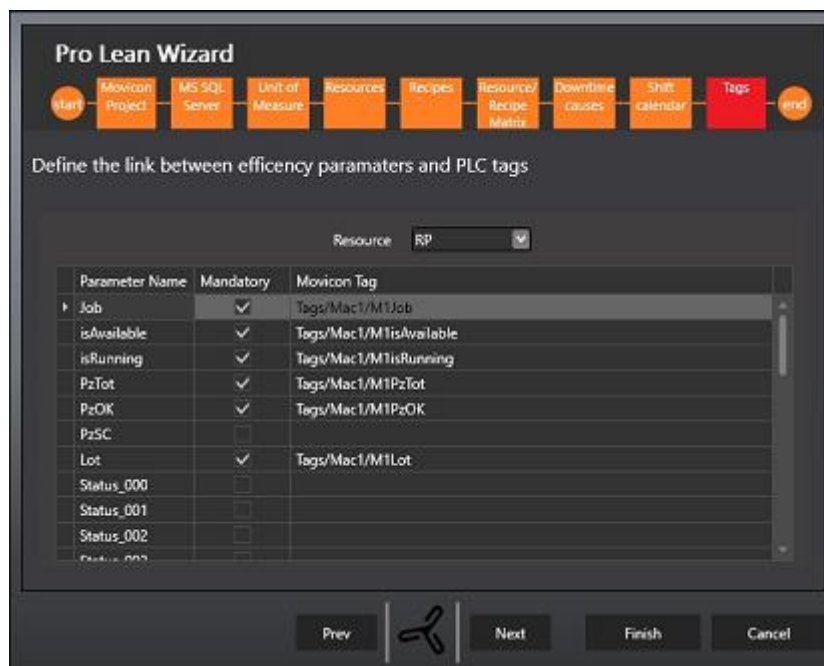 Pro Lean Wizard
start
Movicon
Project
MS SQL
Server
Unit of
Measure
Resources
Recipes
Resource/
Recipe
Matrix
Downtime
causes
Shift
calendar
Tags
end
Define the link between efficency paramaters and PLC tags
Resource RP
Parameter Name Mandatory Movicon Tag
Job Tags/Mac1/M1Job
isAvailable Tags/Mac1/M1isAvailable
isRunning Tags/Mac1/M1isRunning
PzTot Tags/Mac1/M1PzTot
PzOK Tags/Mac1/M1PzOK
PzSC
Lot Tags/Mac1/M1Lot
Status_000
Status_001
Status_002
Prev Next Finish Cancel